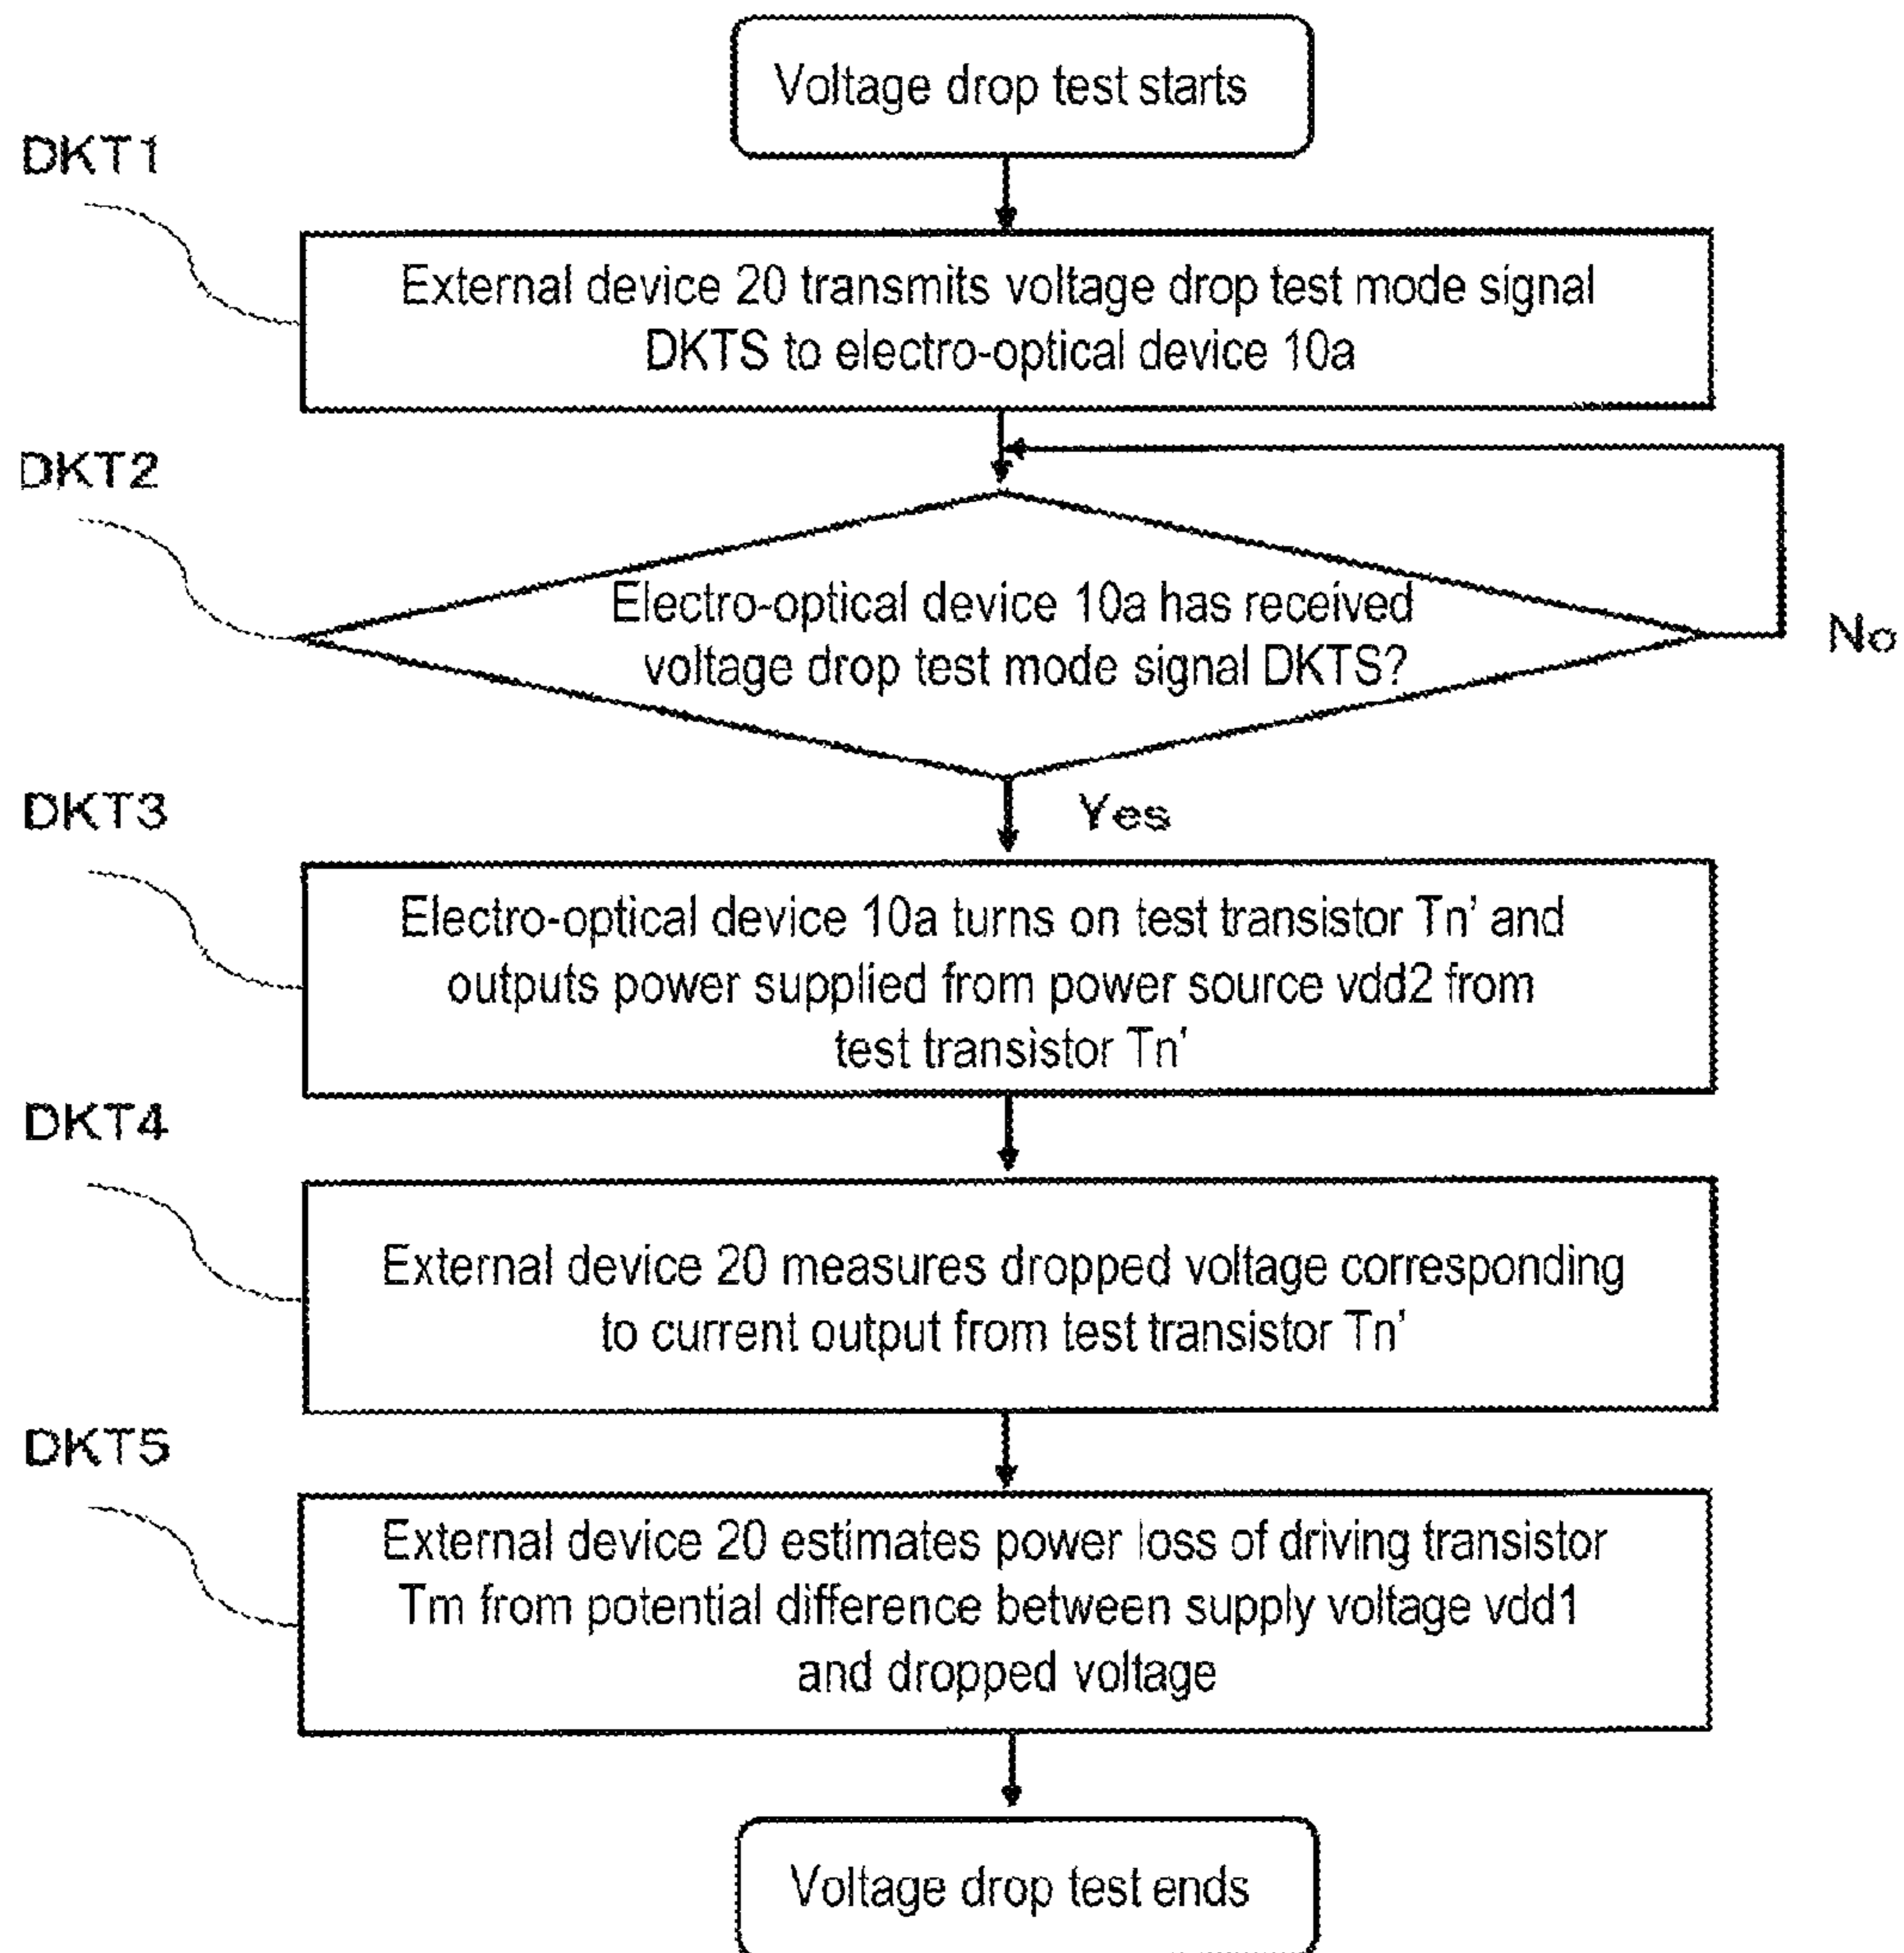 Voltage drop test starts
DKT1
External device 20 transmits voltage drop test mode signal
DKTS to electro-optical device 10a
DKT2
Electro-optical device 10a has received
voltage drop test mode signal DKTS?
No
Yes
DKT3
Electro-optical device 10a turns on test transistor Tn' and
outputs power supplied from power source vdd2 from
test transistor Tn'
DKT4
External device 20 measures dropped voltage corresponding
to current output from test transistor Tn'
DKT5
External device 20 estimates power loss of driving transistor
Tm from potential difference between supply voltage vdd1
and dropped voltage
Voltage drop test ends